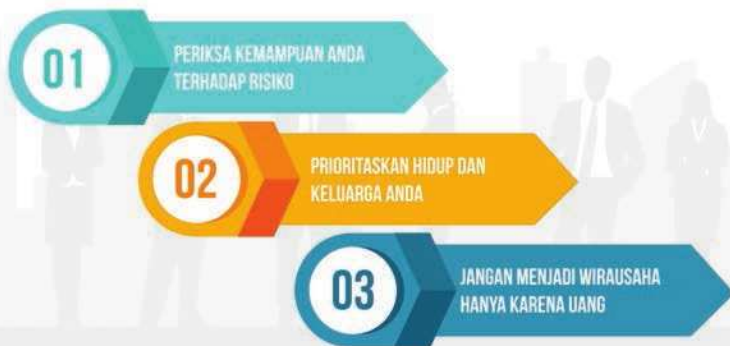 01
PERIKSA KEMAMPUAN ANDA
TERHADAP RISIKO
02
PRIORITASKAN HIDUP DAN
KELUARGA ANDA
03
JANGAN MENJADI WIRAUSAHA
HANYA KARENA UANG